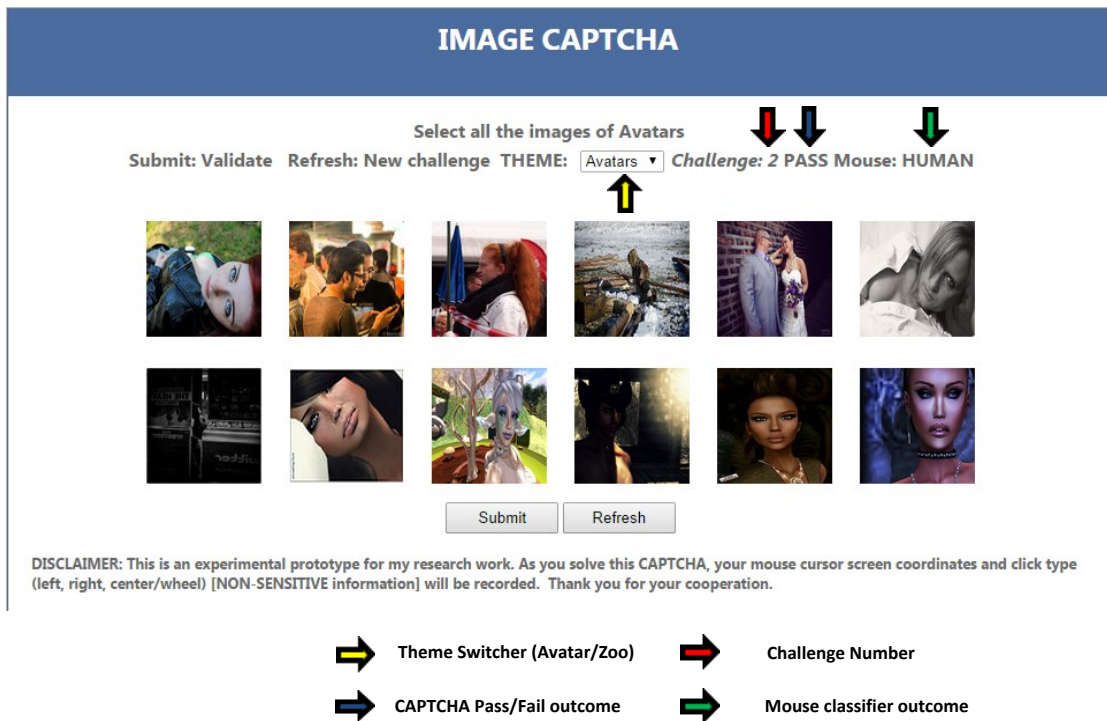 IMAGE CAPTCHA
Select all the images of Avatars
Submit: Validate Refresh: New challenge THEME: Avatars ▼ Challenge: 2 PASS Mouse: HUMAN
Submit Refresh
DISCLAIMER: This is an experimental prototype for my research work. As you solve this CAPTCHA, your mouse cursor screen coordinates and click type
(left, right, center/wheel) [NON-SENSITIVE information] will be recorded. Thank you for your cooperation.
Theme Switcher (Avatar/Zoo) Challenge Number
CAPTCHA Pass/Fail outcome Mouse classifier outcome